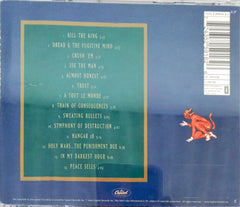 KILL THE KING
DREAD & THE FUGITIVE MIND
CRUSH 'EM
USE THE MAN
ALMOST HONEST
TRUST
A TOUT LE MONDE
TRAIN OF CONSEQUENCES
SWEATING BULLETS
SYMPHONY OF DESTRUCTION
HANGAR 18
HOLY WARS...THE PUNISHMENT DUE
IN MY DARKEST HOUR
PEACE SELLS
Capitol